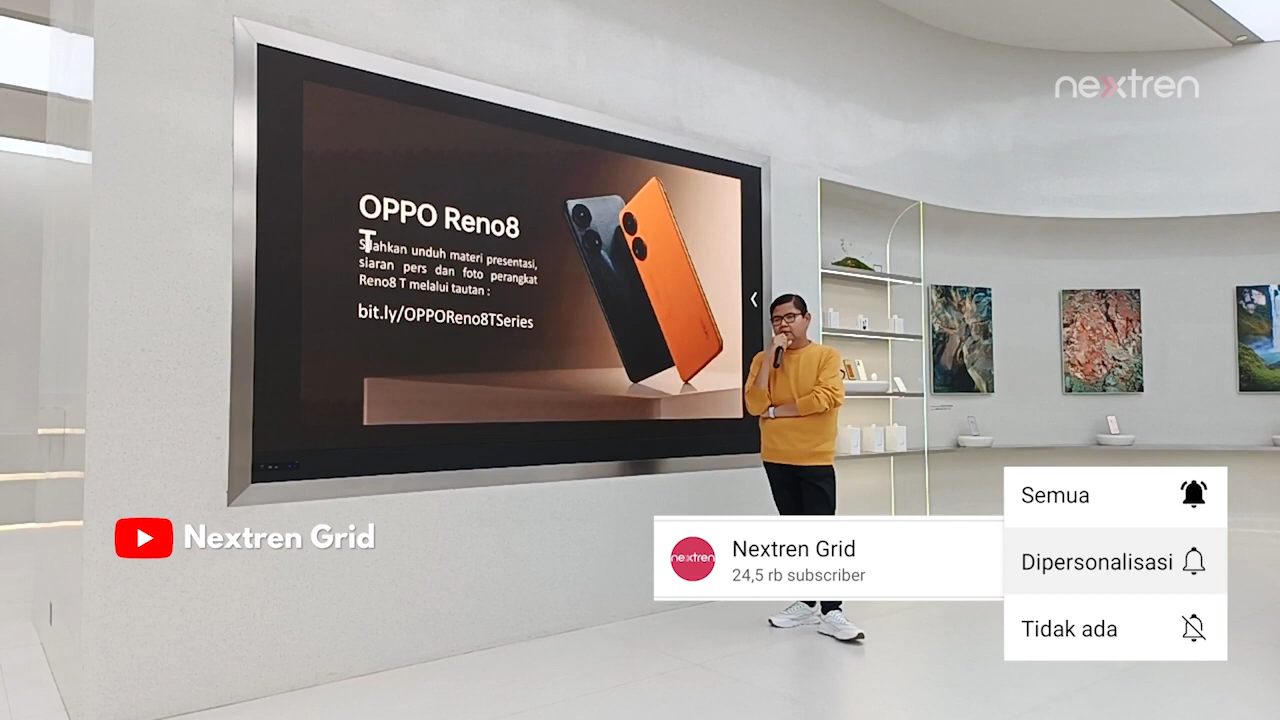 nextren
OPPO Reno8
T
Silahkan unduh materi presentasi,
siaran pers dan foto perangkat
Reno8 T melalui tautan :
bit.ly/OPPOReno8TSeries
Nextren Grid
nextren
Nextren Grid
24,5 rb subscriber
Semua
Dipersonalisasi
Tidak ada